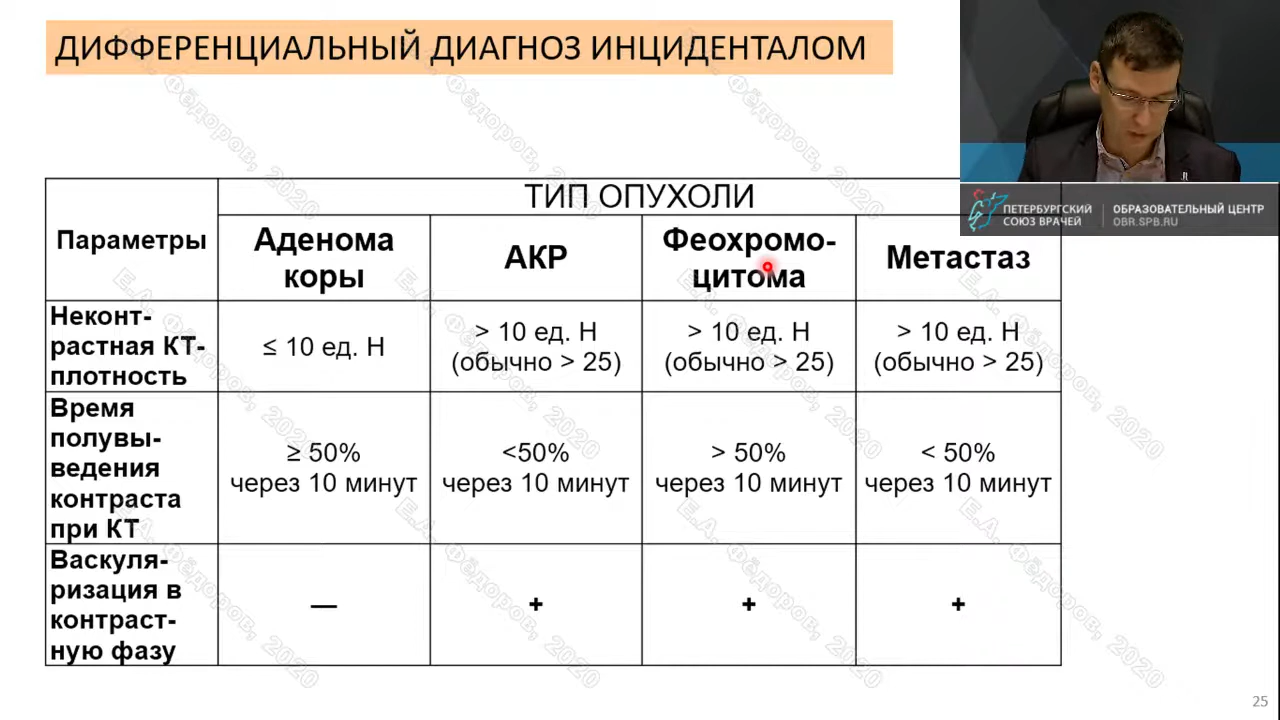 ДИФФЕРЕНЦИАЛЬНЫЙ ДИАГНОЗ ИНЦИДЕНТАЛОМ
ПЕТЕРБУРГСКИЙ
СОЮЗ ВРАЧЕЙ
ОБРАЗОВАТЕЛЬНЫЙ ЦЕНТР
OBR.SPB.RU
Параметры
ТИП ОПУХОЛИ
Аденома
коры
АКР
Феохромо-
цитома
Метастаз
Неконт-
растная КТ-
плотность
≤ 10 ед. Н
> 10 ед. Н
(обычно > 25)
> 10 ед. Н
(обычно > 25)
> 10 ед. Н
(обычно > 25)
Время
полувы-
ведения
контраста
при КТ
≥ 50%
через 10 минут
<50%
через 10 минут
> 50%
через 10 минут
< 50%
через 10 минут
Васкуля-
ризация в
контраст-
ную фазу
—
+
+
+
Е.А. Фёдоров, 2020
25